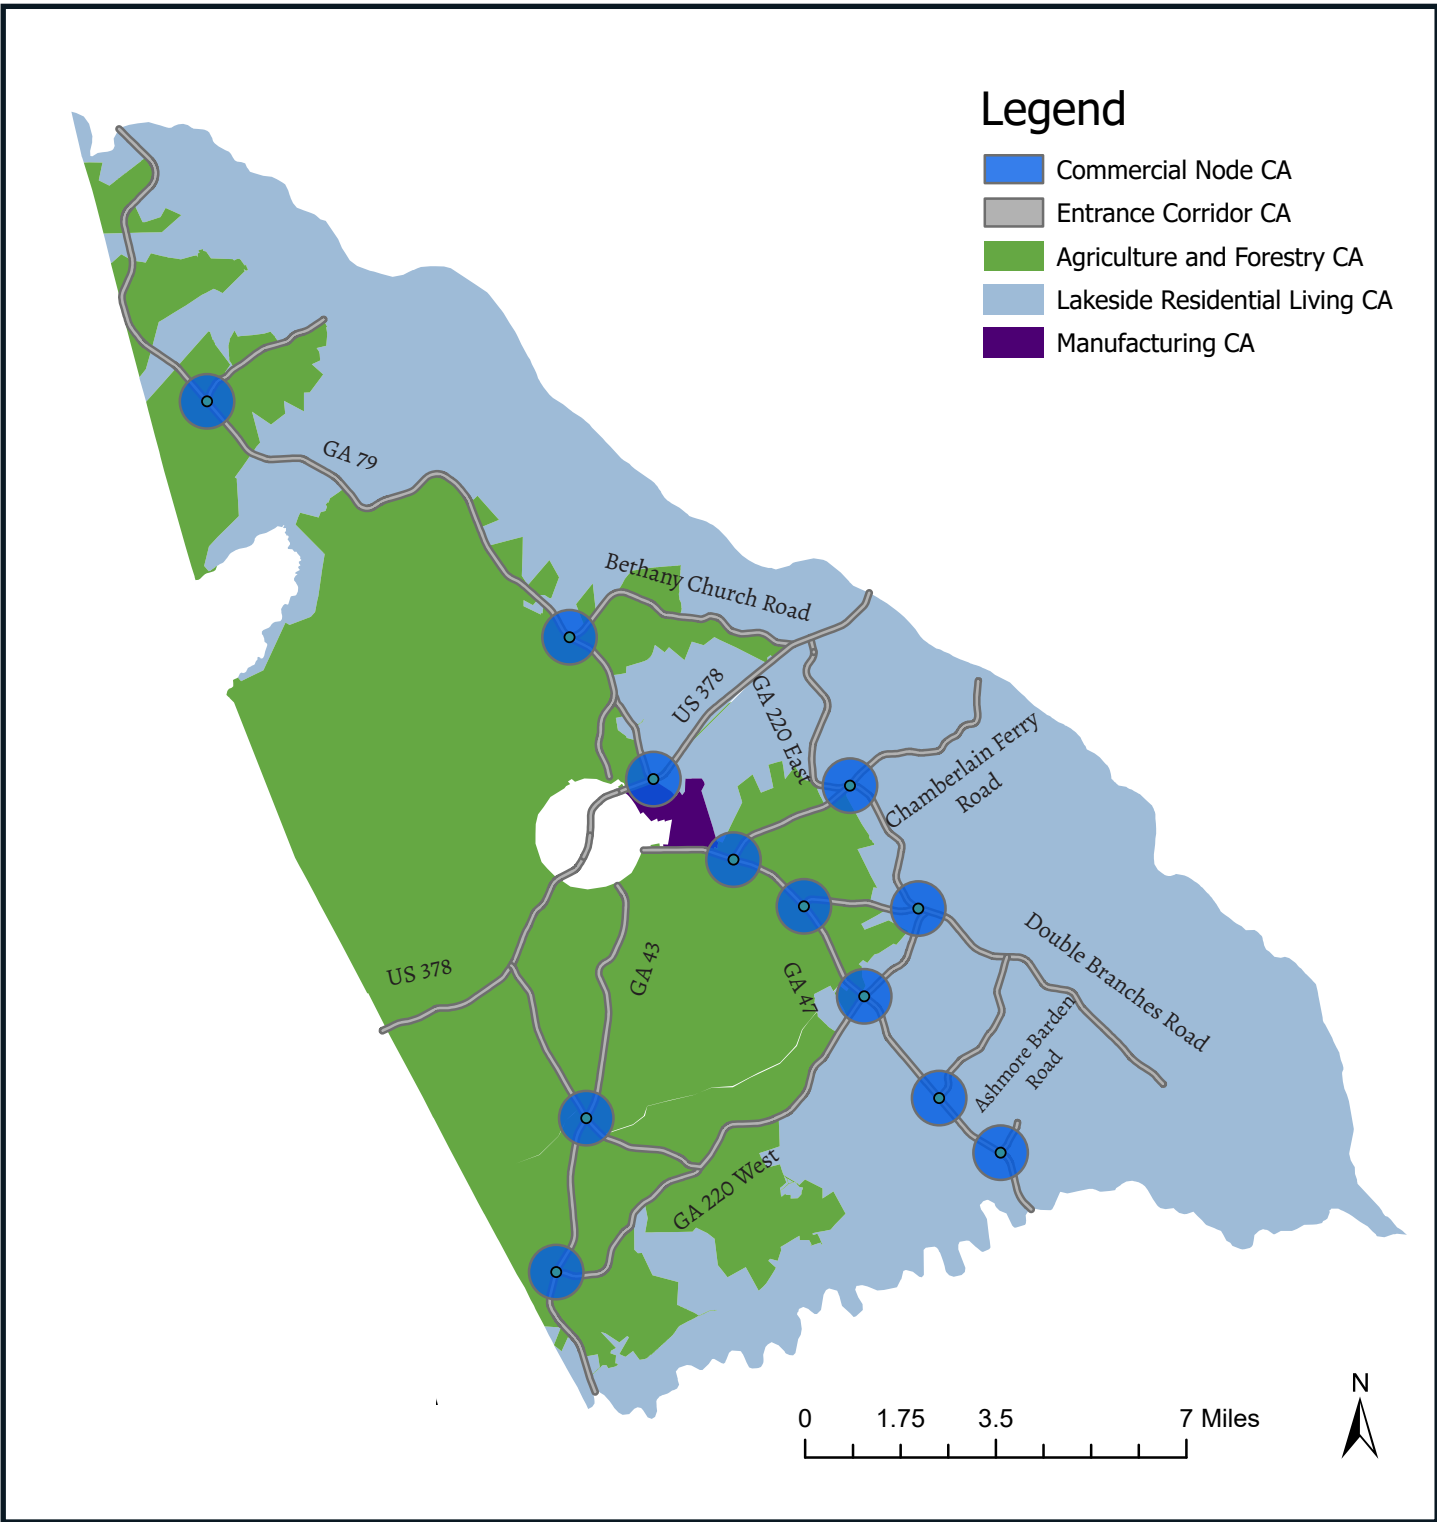 Legend
Commercial Node CA
Entrance Corridor CA
Agriculture and Forestry CA
Lakeside Residential Living CA
Manufacturing CA
GA 79
Bethany Church Road
US 378
GA 220 East
Chamberlain Ferry
Road
Double Branches Road
US 378
GA 43
GA 47
Ashmore Barden
Road
GA 220 West
N
0 1.75 3.5 7 Miles